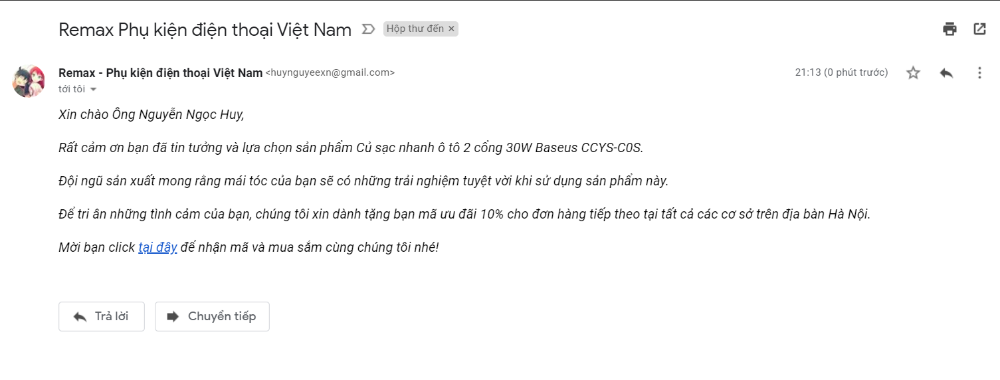 Remax Phụ kiện điện thoại Việt Nam Hộp thư đến ×
Remax - Phụ kiện điện thoại Việt Nam <huynguyeexn@gmail.com> 21:13 (0 phút trước)
tới tôi
Xin chào Ông Nguyễn Ngọc Huy,
Rất cảm ơn bạn đã tin tưởng và lựa chọn sản phẩm Củ sạc nhanh ô tô 2 cổng 30W Baseus CCYS-C0S.
Đội ngũ sản xuất mong rằng mái tóc của bạn sẽ có những trải nghiệm tuyệt vời khi sử dụng sản phẩm này.
Để tri ân những tình cảm của bạn, chúng tôi xin dành tặng bạn mã ưu đãi 10% cho đơn hàng tiếp theo tại tất cả các cơ sở trên địa bàn Hà Nội.
Mời bạn click tại đây để nhận mã và mua sắm cùng chúng tôi nhé!
Trả lời Chuyển tiếp